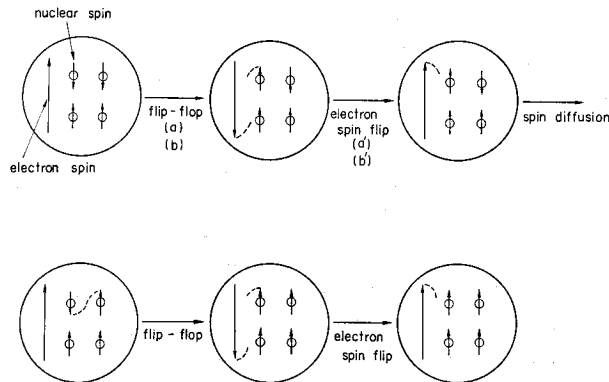 nuclear spin
flip-flop
(a)
(b)
electron
spin flip
(a')
(b')
spin diffusion
electron spin
flip - flop
electron
spin flip